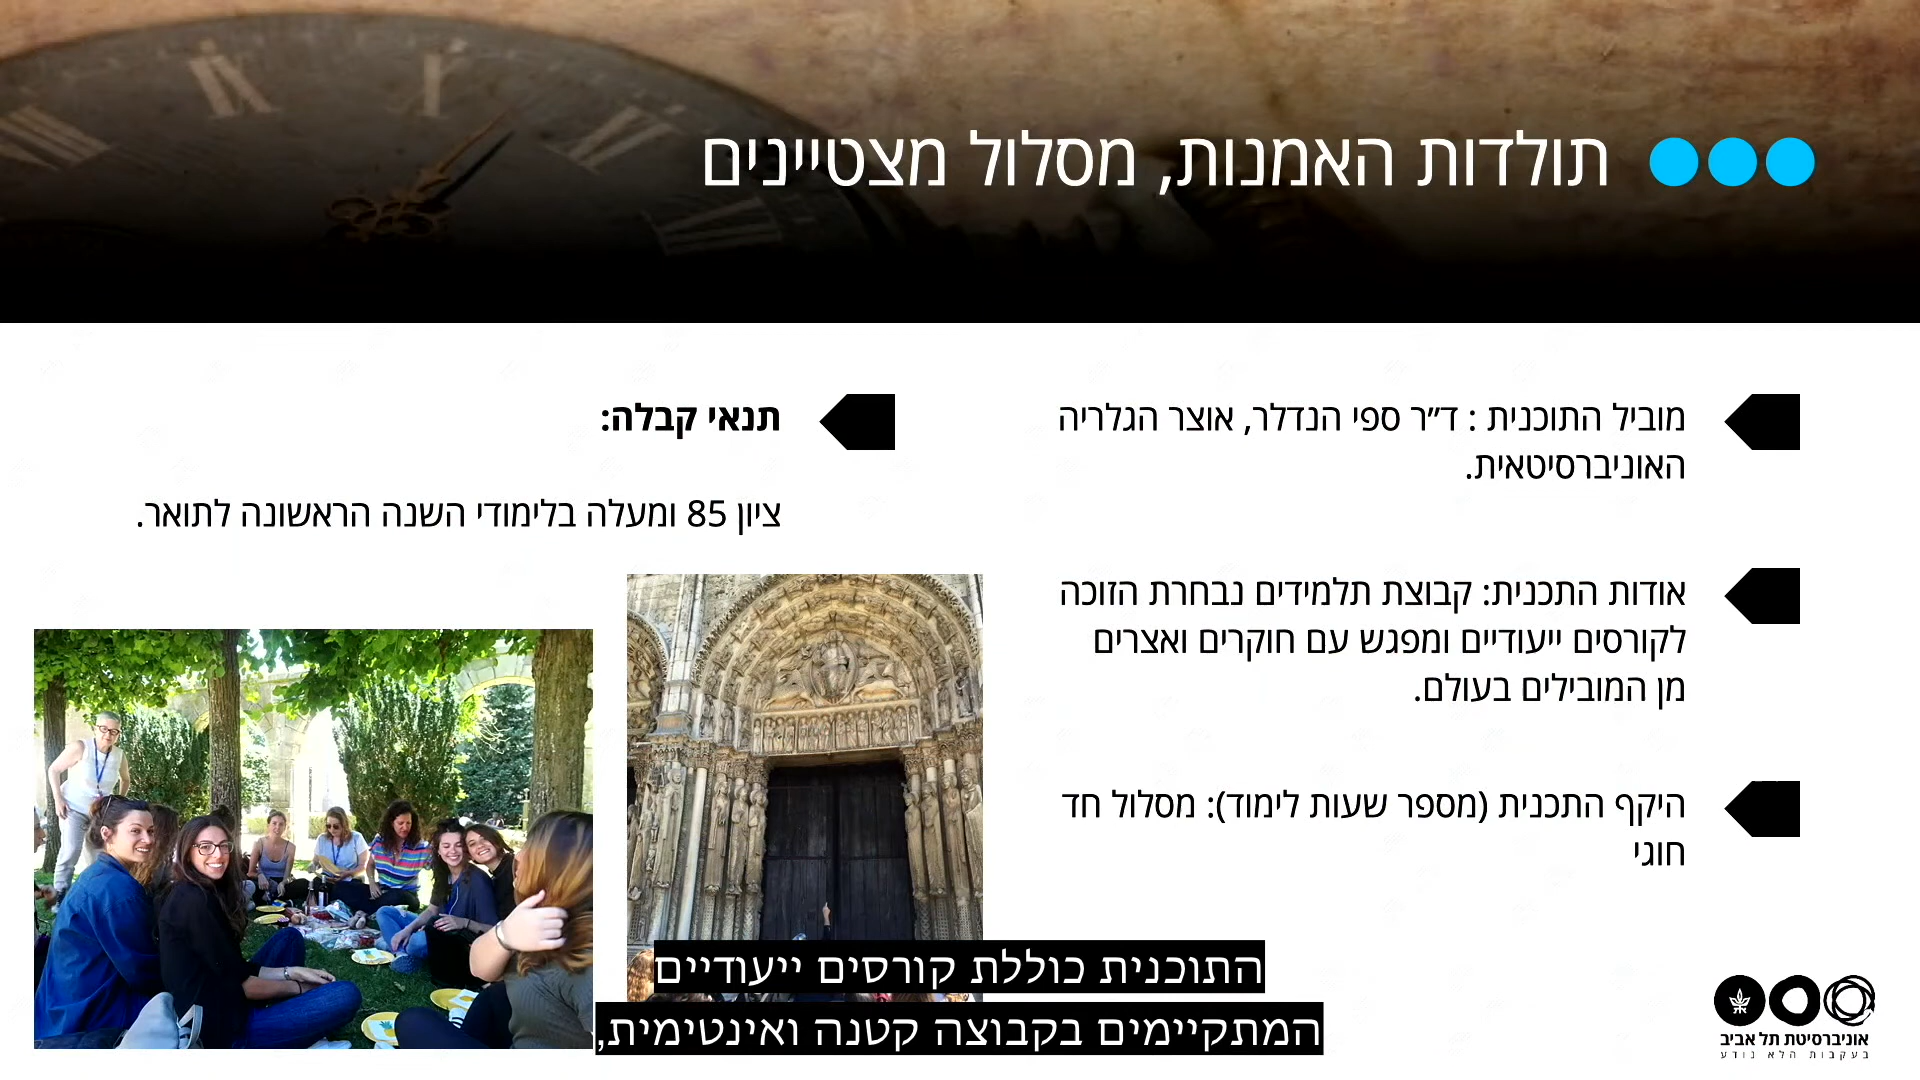 תולדות האמנות, מסלול מצטיינים
מוביל התוכנית : ד״ר ספי הנדלר, אוצר הגלריה
האוניברסיטאית.
אודות התכנית: קבוצת תלמידים נבחרת הזוכה
לקורסים ייעודיים ומפגש עם חוקרים ואצרים
מן המובילים בעולם.
היקף התכנית (מספר שעות לימוד): מסלול חד
חוגי
תנאי קבלה:
ציון 85 ומעלה בלימודי השנה הראשונה לתואר.
התוכנית כוללת קורסים ייעודיים
המתקיימים בקבוצה קטנה ואינטימית,
אוניברסיטת תל אביב
בעקבות הלא נודע